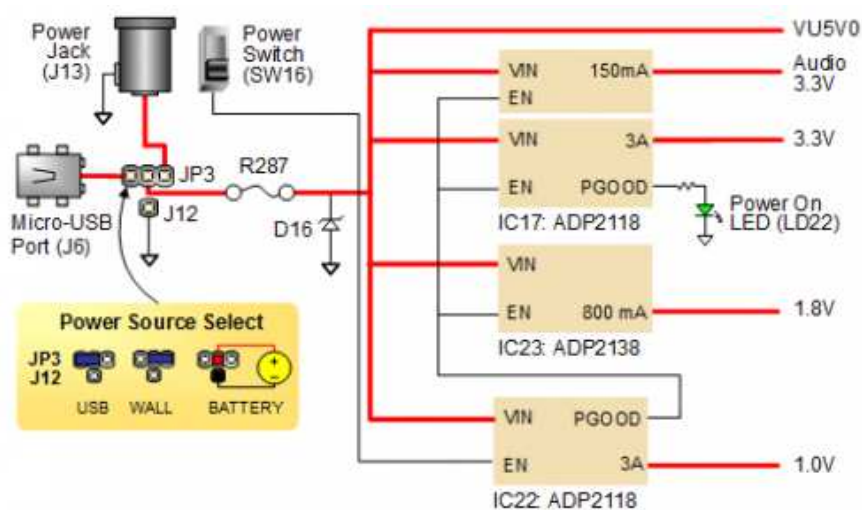 Power
Jack
(J13)
Power
Switch
(SW16)
VU5V0
VIN
150mA
Audio
3.3V
EN
VIN
3A
3.3V
EN
PGOOD
Power On
LED (LD22)
IC17: ADP2118
JP3
R287
J12
D16
Micro-USB
Port (J6)
VIN
EN
800 mA
1.8V
IC23: ADP2138
Power Source Select
JP3
J12
USB
WALL
BATTERY
VIN
PGOOD
EN
3A
1.0V
IC22: ADP2118